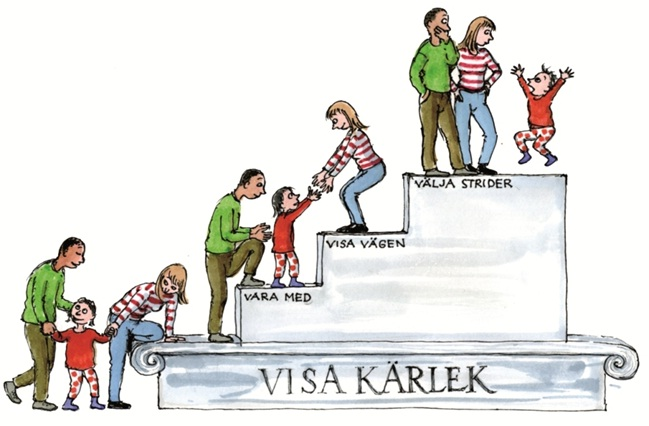 VÄLJA STRIDER
VISA VÄGEN
VARA MED
VISA KÄRLEK